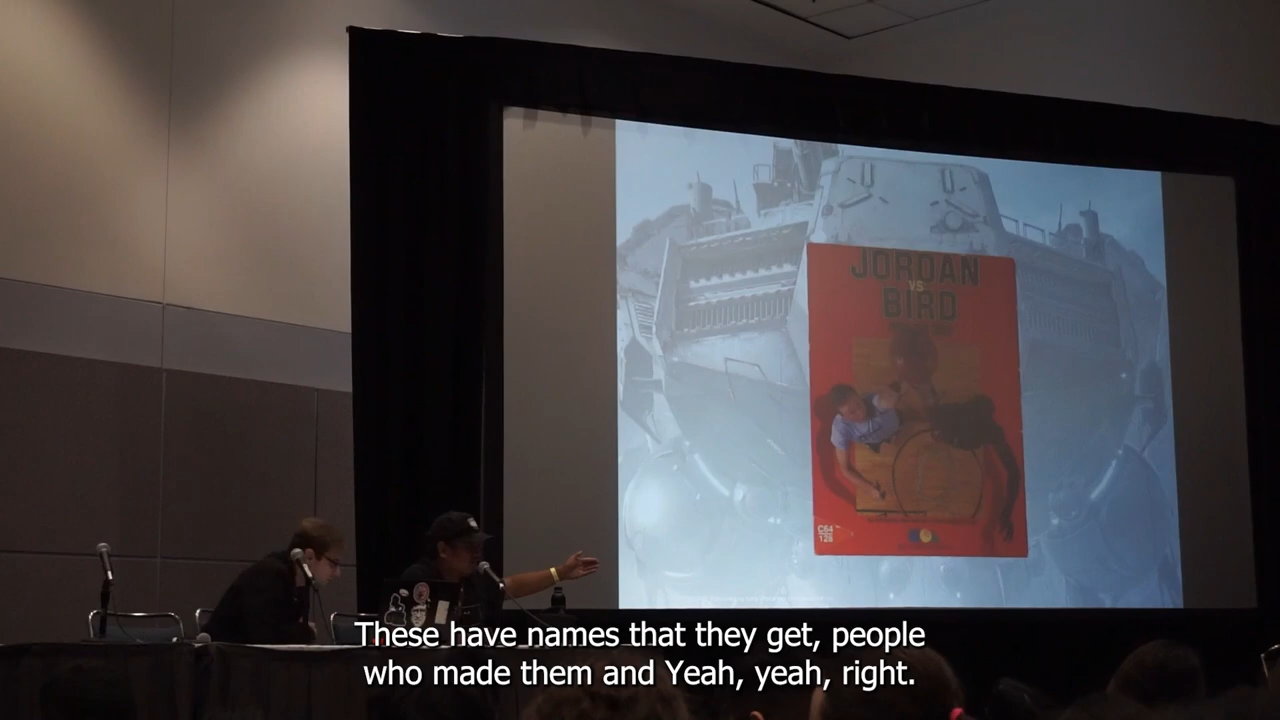 JORDAN
VS
BIRD
C64
128
These have names that they get, people
who made them and Yeah, yeah, right.